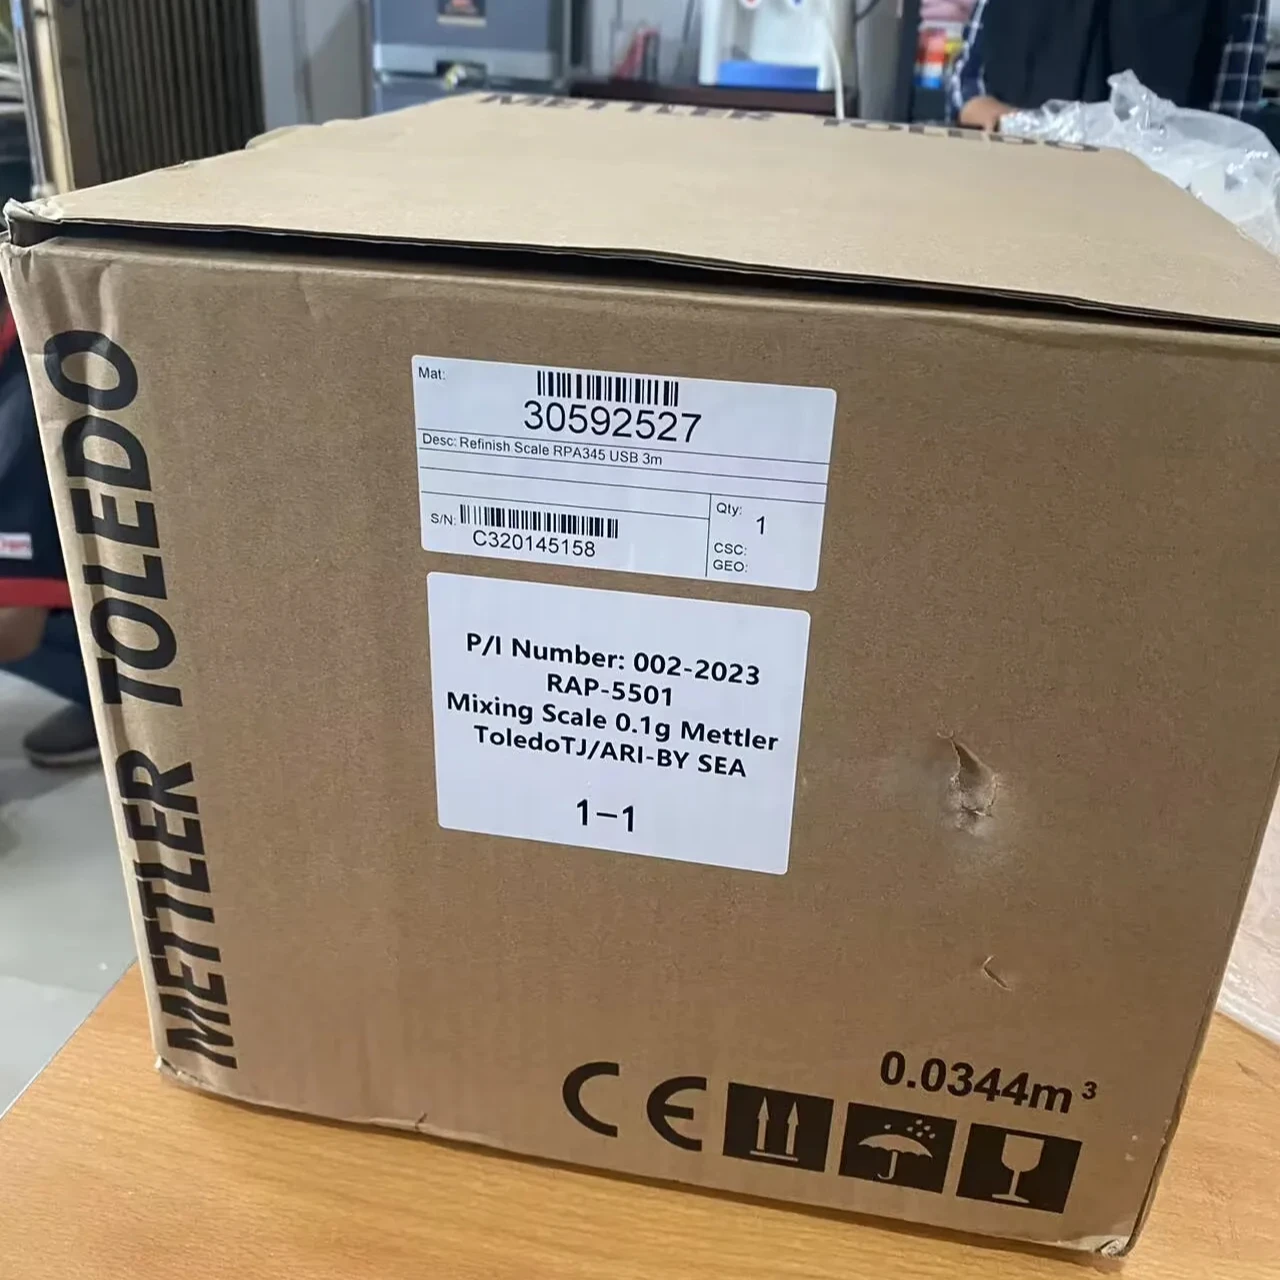 METTLER TOLEDO
METTLER TOLEDO
Mat:
30592527
Desc: Refinish Scale RPA345 USB 3m
S/N:
C320145158
Qty:
1
CSC:
GEO:
P/I Number: 002-2023
RAP-5501
Mixing Scale 0.1g Mettler
ToledoTJ/ARI-BY SEA
1-1
0.0344m³
CE